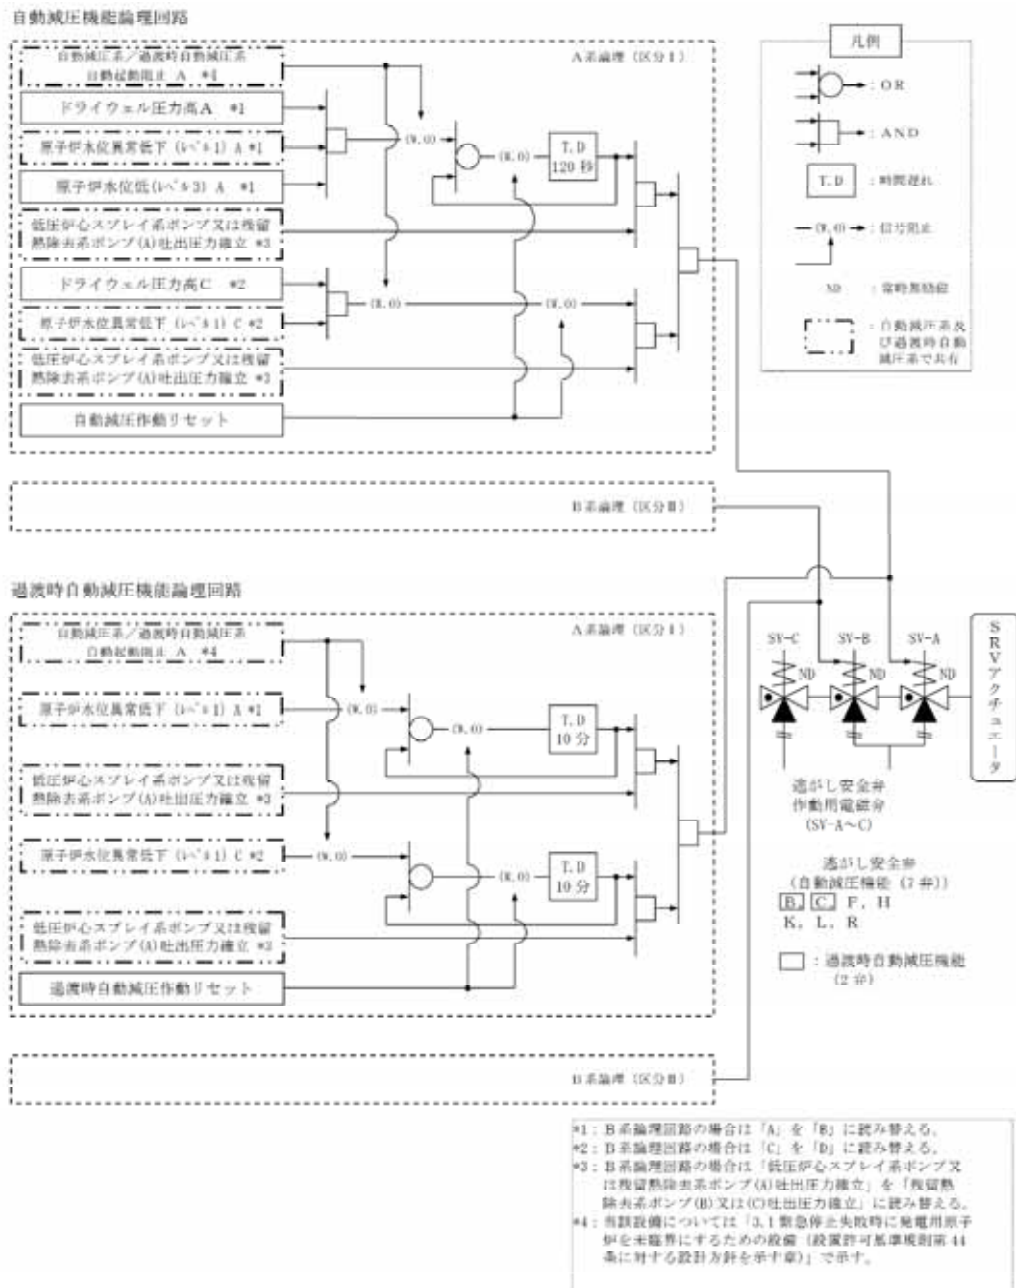 自動減圧機能論理回路
A系論理 (区分Ⅰ)
自動減圧系/過渡時自動減圧系
自動起動阻止 A *4
ドライウェル圧力高A *1
原子炉水位異常低下 (レベル1) A *1
原子炉水位低(レベル3) A *1
低圧炉心スプレイ系ポンプ又は残留
熱除去系ポンプ(A)吐出圧力確立 *3
ドライウェル圧力高C *2
原子炉水位異常低下 (レベル1) C *2
低圧炉心スプレイ系ポンプ又は残留
熱除去系ポンプ(A)吐出圧力確立 *3
自動減圧作動リセット
(W.O)
(W.O)
T.D
120 秒
(W.O)
(W.O)
B系論理 (区分Ⅱ)
凡例
: OR
: AND
T.D : 時間遅れ
(W.O) : 信号阻止
ND : 常時無励磁
: 自動減圧系及
び過渡時自動
減圧系で共有
過渡時自動減圧機能論理回路
A系論理 (区分Ⅰ)
自動減圧系/過渡時自動減圧系
自動起動阻止 A *4
原子炉水位異常低下 (レベル1) A *1
低圧炉心スプレイ系ポンプ又は残留
熱除去系ポンプ(A)吐出圧力確立 *3
原子炉水位異常低下 (レベル1) C *2
低圧炉心スプレイ系ポンプ又は残留
熱除去系ポンプ(A)吐出圧力確立 *3
過渡時自動減圧作動リセット
(W.O)
(W.O)
T.D
10 分
(W.O)
(W.O)
T.D
10 分
B系論理 (区分Ⅱ)
SV-C
SV-B
SV-A
ND
ND
ND
SRVアクチュエータ
逃がし安全弁
作動用電磁弁
(SV-A～C)
逃がし安全弁
(自動減圧機能 (7 弁))
B, C, F, H
K, L, R
: 過渡時自動減圧機能
(2 弁)
*1: B系論理回路の場合は「A」を「B」に読み替える。
*2: B系論理回路の場合は「C」を「D」に読み替える。
*3: B系論理回路の場合は「低圧炉心スプレイ系ポンプ又
は残留熱除去系ポンプ(A)吐出圧力確立」を「残留熱
除去系ポンプ(B)又は(C)吐出圧力確立」に読み替える。
*4: 当該設備については「3.1 緊急停止失敗時に発電用原子
炉を未臨界にするための設備 (設置許可基準規則第 44
条に対する設計方針を示す章)」で示す。